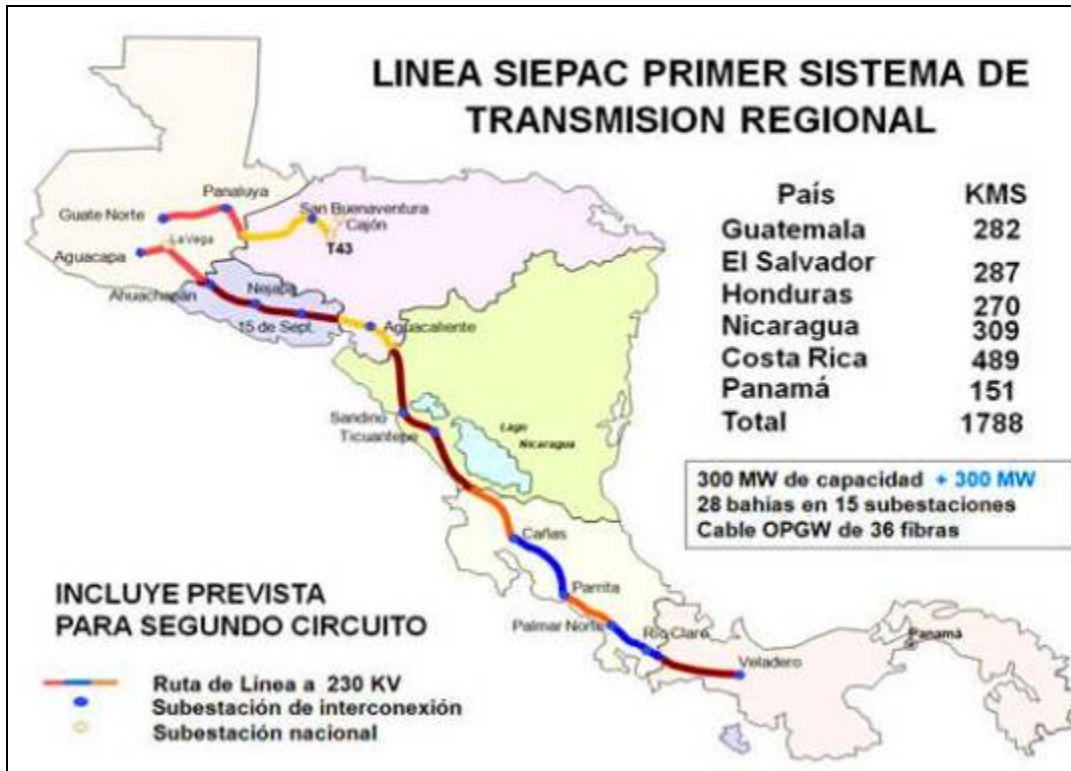 LINEA SIEPAC PRIMER SISTEMA DE
TRANSMISION REGIONAL
País KMS
Guatemala 282
El Salvador 287
Honduras 270
Nicaragua 309
Costa Rica 489
Panamá 151
Total 1788
300 MW de capacidad + 300 MW
28 bahias en 15 subestaciones
Cable OPGW de 36 fibras
Panaluya
Guate Norte
San Buenaventura
Cajón
T43
La Vega
Aguacapa
Ahuachapán
Nejapa
15 de Sept.
Aguacaliente
Sandino
Ticuantepe
Lago
Nicaragua
Cañas
Parrita
Palmar Norte
Río Claro
Veladero
Panamá
INCLUYE PREVISTA
PARA SEGUNDO CIRCUITO
Ruta de Línea a 230 KV
Subestación de interconexión
Subestación nacional